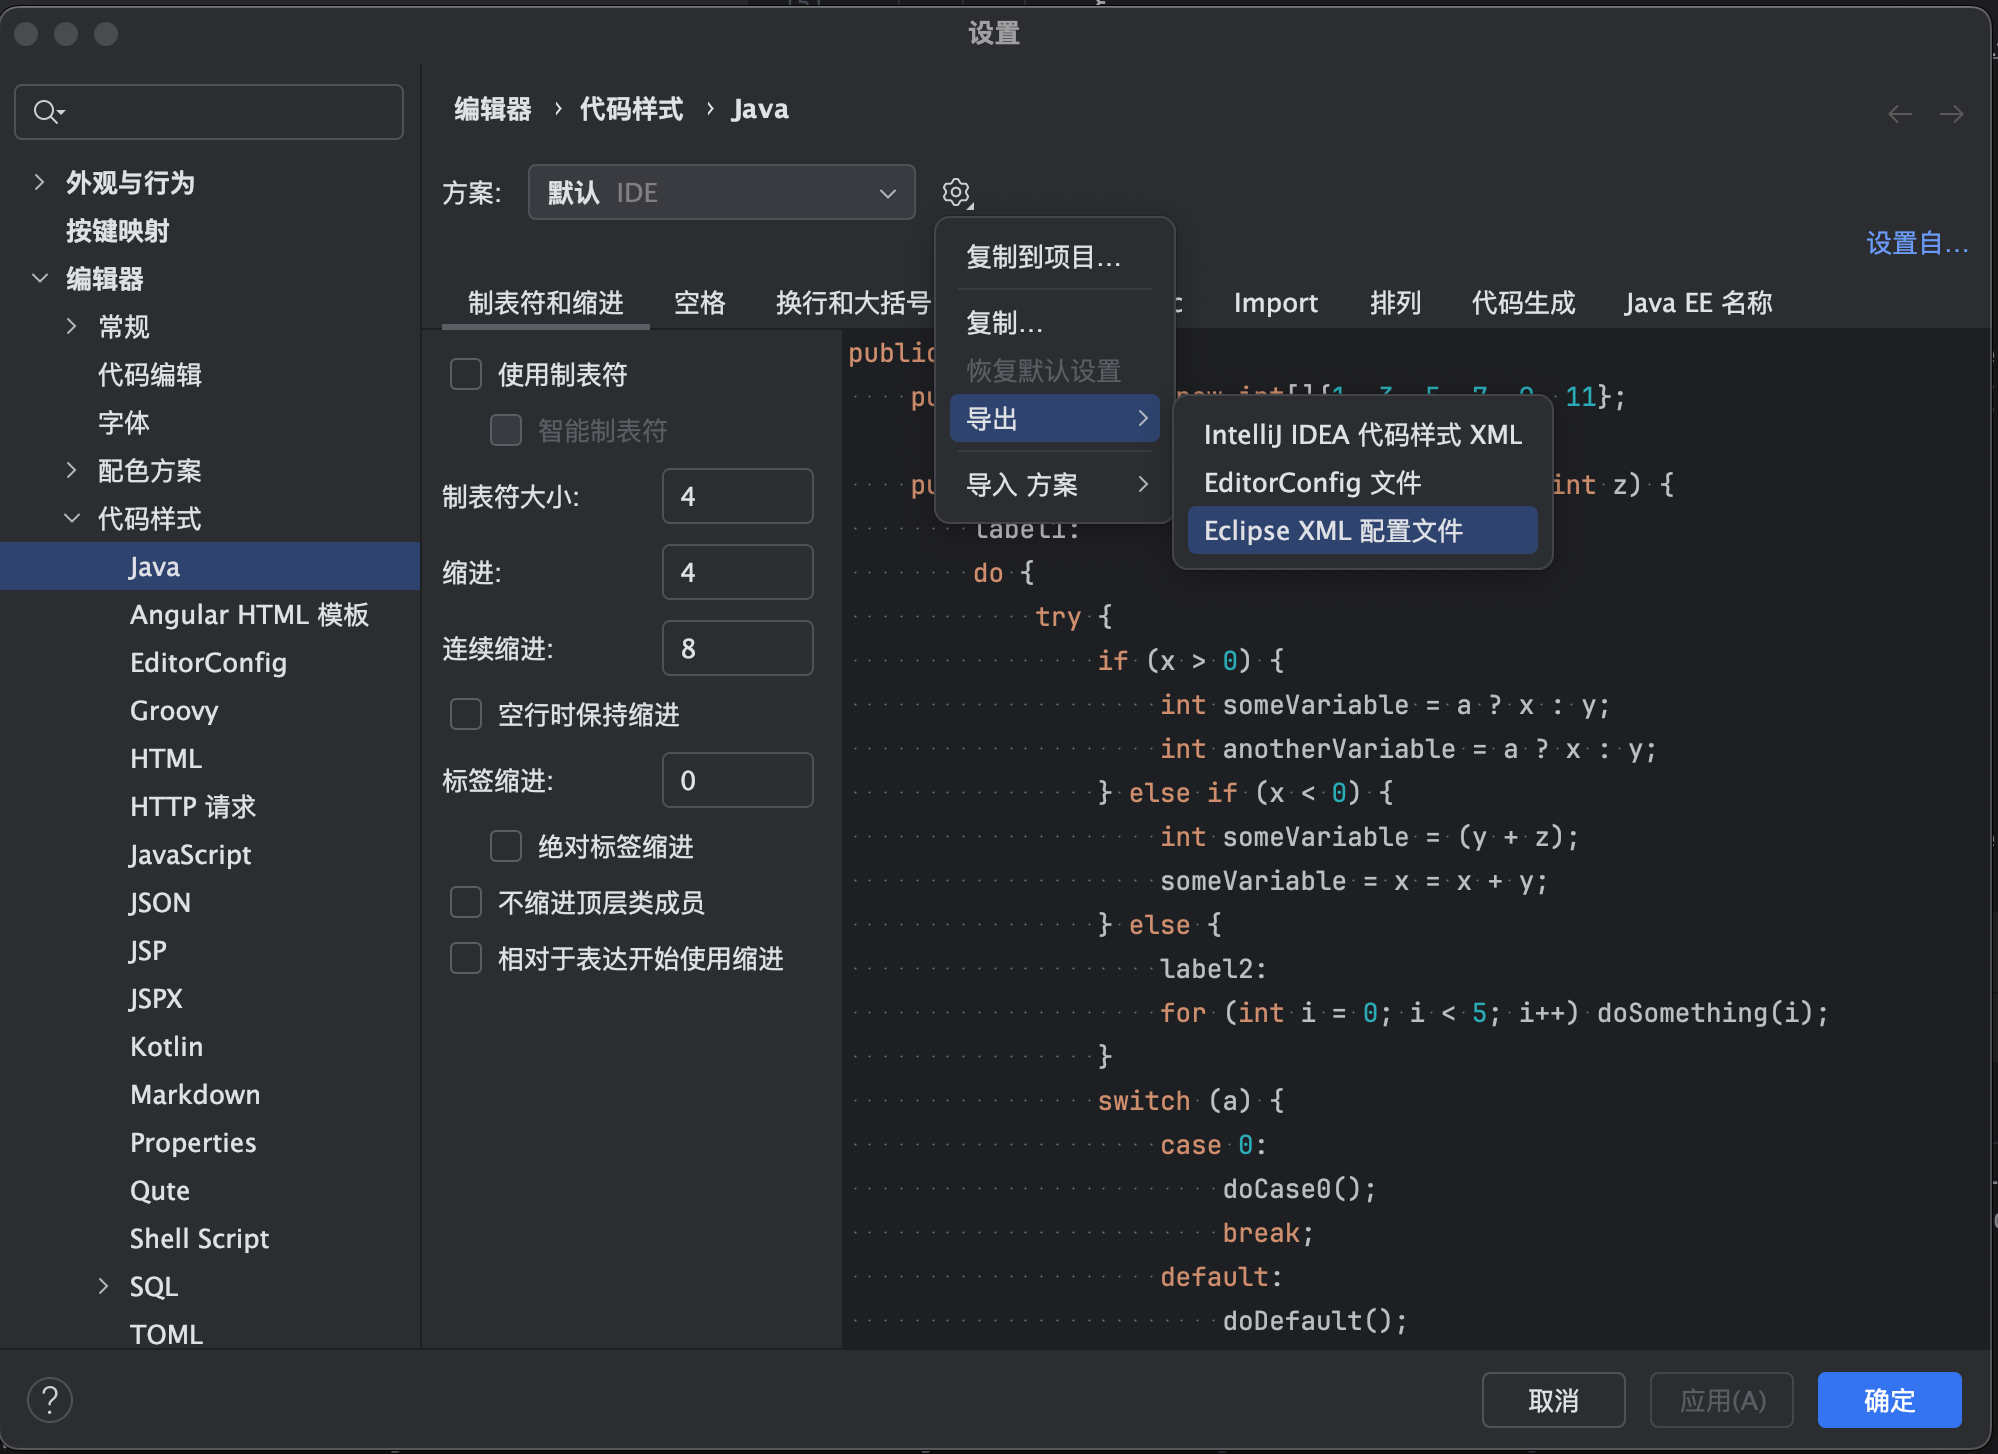 设置
编辑器 › 代码样式 › Java
方案: 默认 IDE
设置自...
外观与行为
按键映射
编辑器
常规
代码编辑
字体
配色方案
代码样式
Java
Angular HTML 模板
EditorConfig
Groovy
HTML
HTTP 请求
JavaScript
JSON
JSP
JSPX
Kotlin
Markdown
Properties
Qute
Shell Script
SQL
TOML
制表符和缩进 空格 换行和大括号 Import 排列 代码生成 Java EE 名称
使用制表符
智能制表符
制表符大小: 4
缩进: 4
连续缩进: 8
空行时保持缩进
标签缩进: 0
绝对标签缩进
不缩进顶层类成员
相对于表达开始使用缩进
复制到项目...
复制...
恢复默认设置
导出
导入 方案
IntelliJ IDEA 代码样式 XML
EditorConfig 文件
Eclipse XML 配置文件
public
11};
int z) {
label1:
do {
try {
if (x > 0) {
int someVariable = a ? x : y;
int anotherVariable = a ? x : y;
} else if (x < 0) {
int someVariable = (y + z);
someVariable = x = x + y;
} else {
label2:
for (int i = 0; i < 5; i++) doSomething(i);
}
switch (a) {
case 0:
doCase0();
break;
default:
doDefault();
?
取消 应用(A) 确定